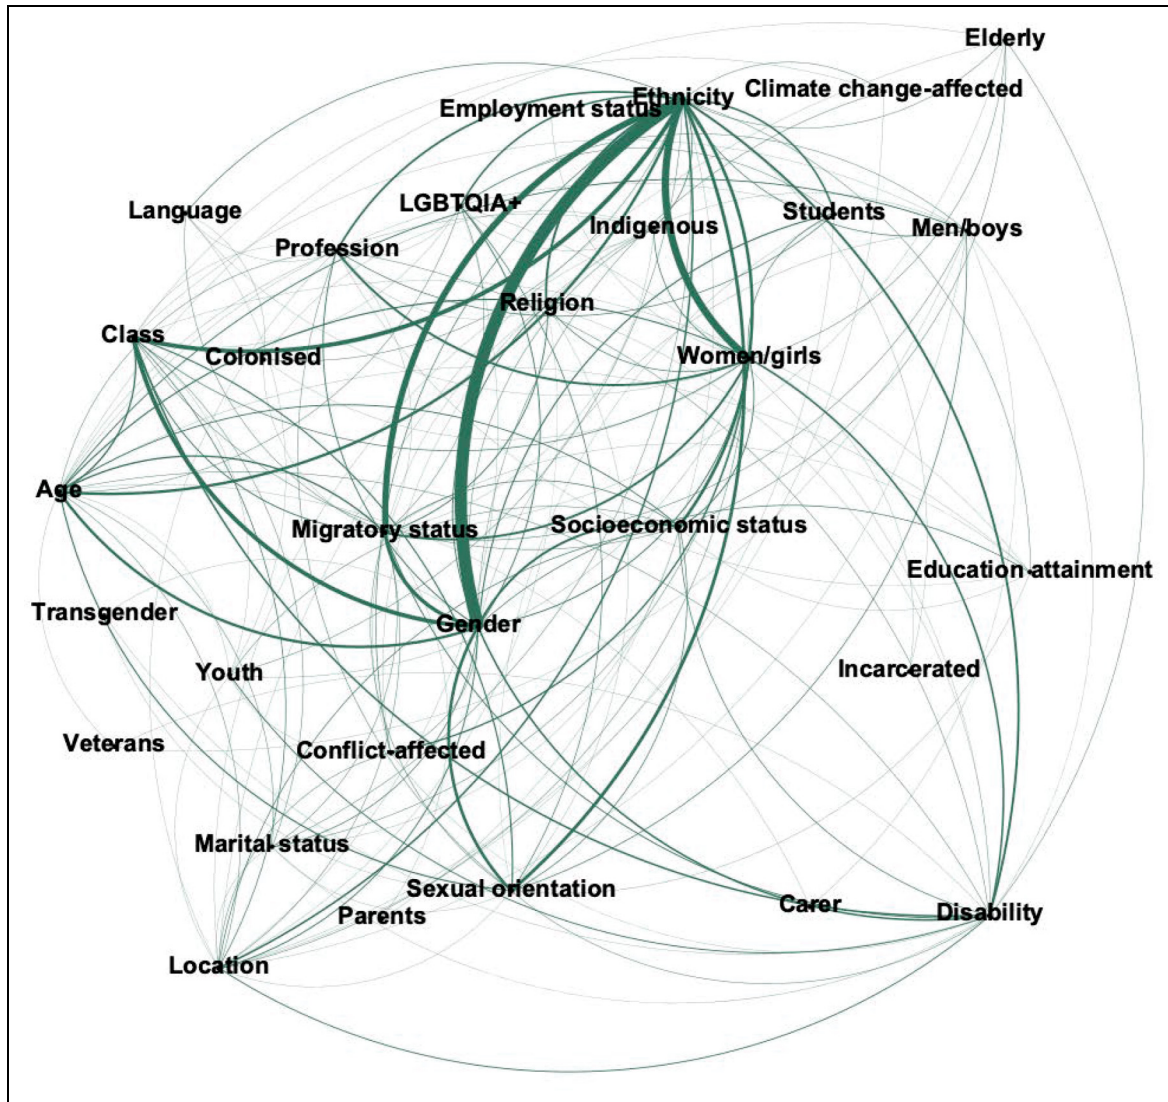 Elderly
Climate change-affected
Ethnicity
Employment status
LGBTQIA+
Language
Students
Indigenous
Men/boys
Profession
Religion
Class
Colonised
Women/girls
Age
Migratory status
Socioeconomic status
Education attainment
Transgender
Gender
Youth
Incarcerated
Veterans
Conflict-affected
Marital status
Sexual orientation
Carer
Disability
Parents
Location